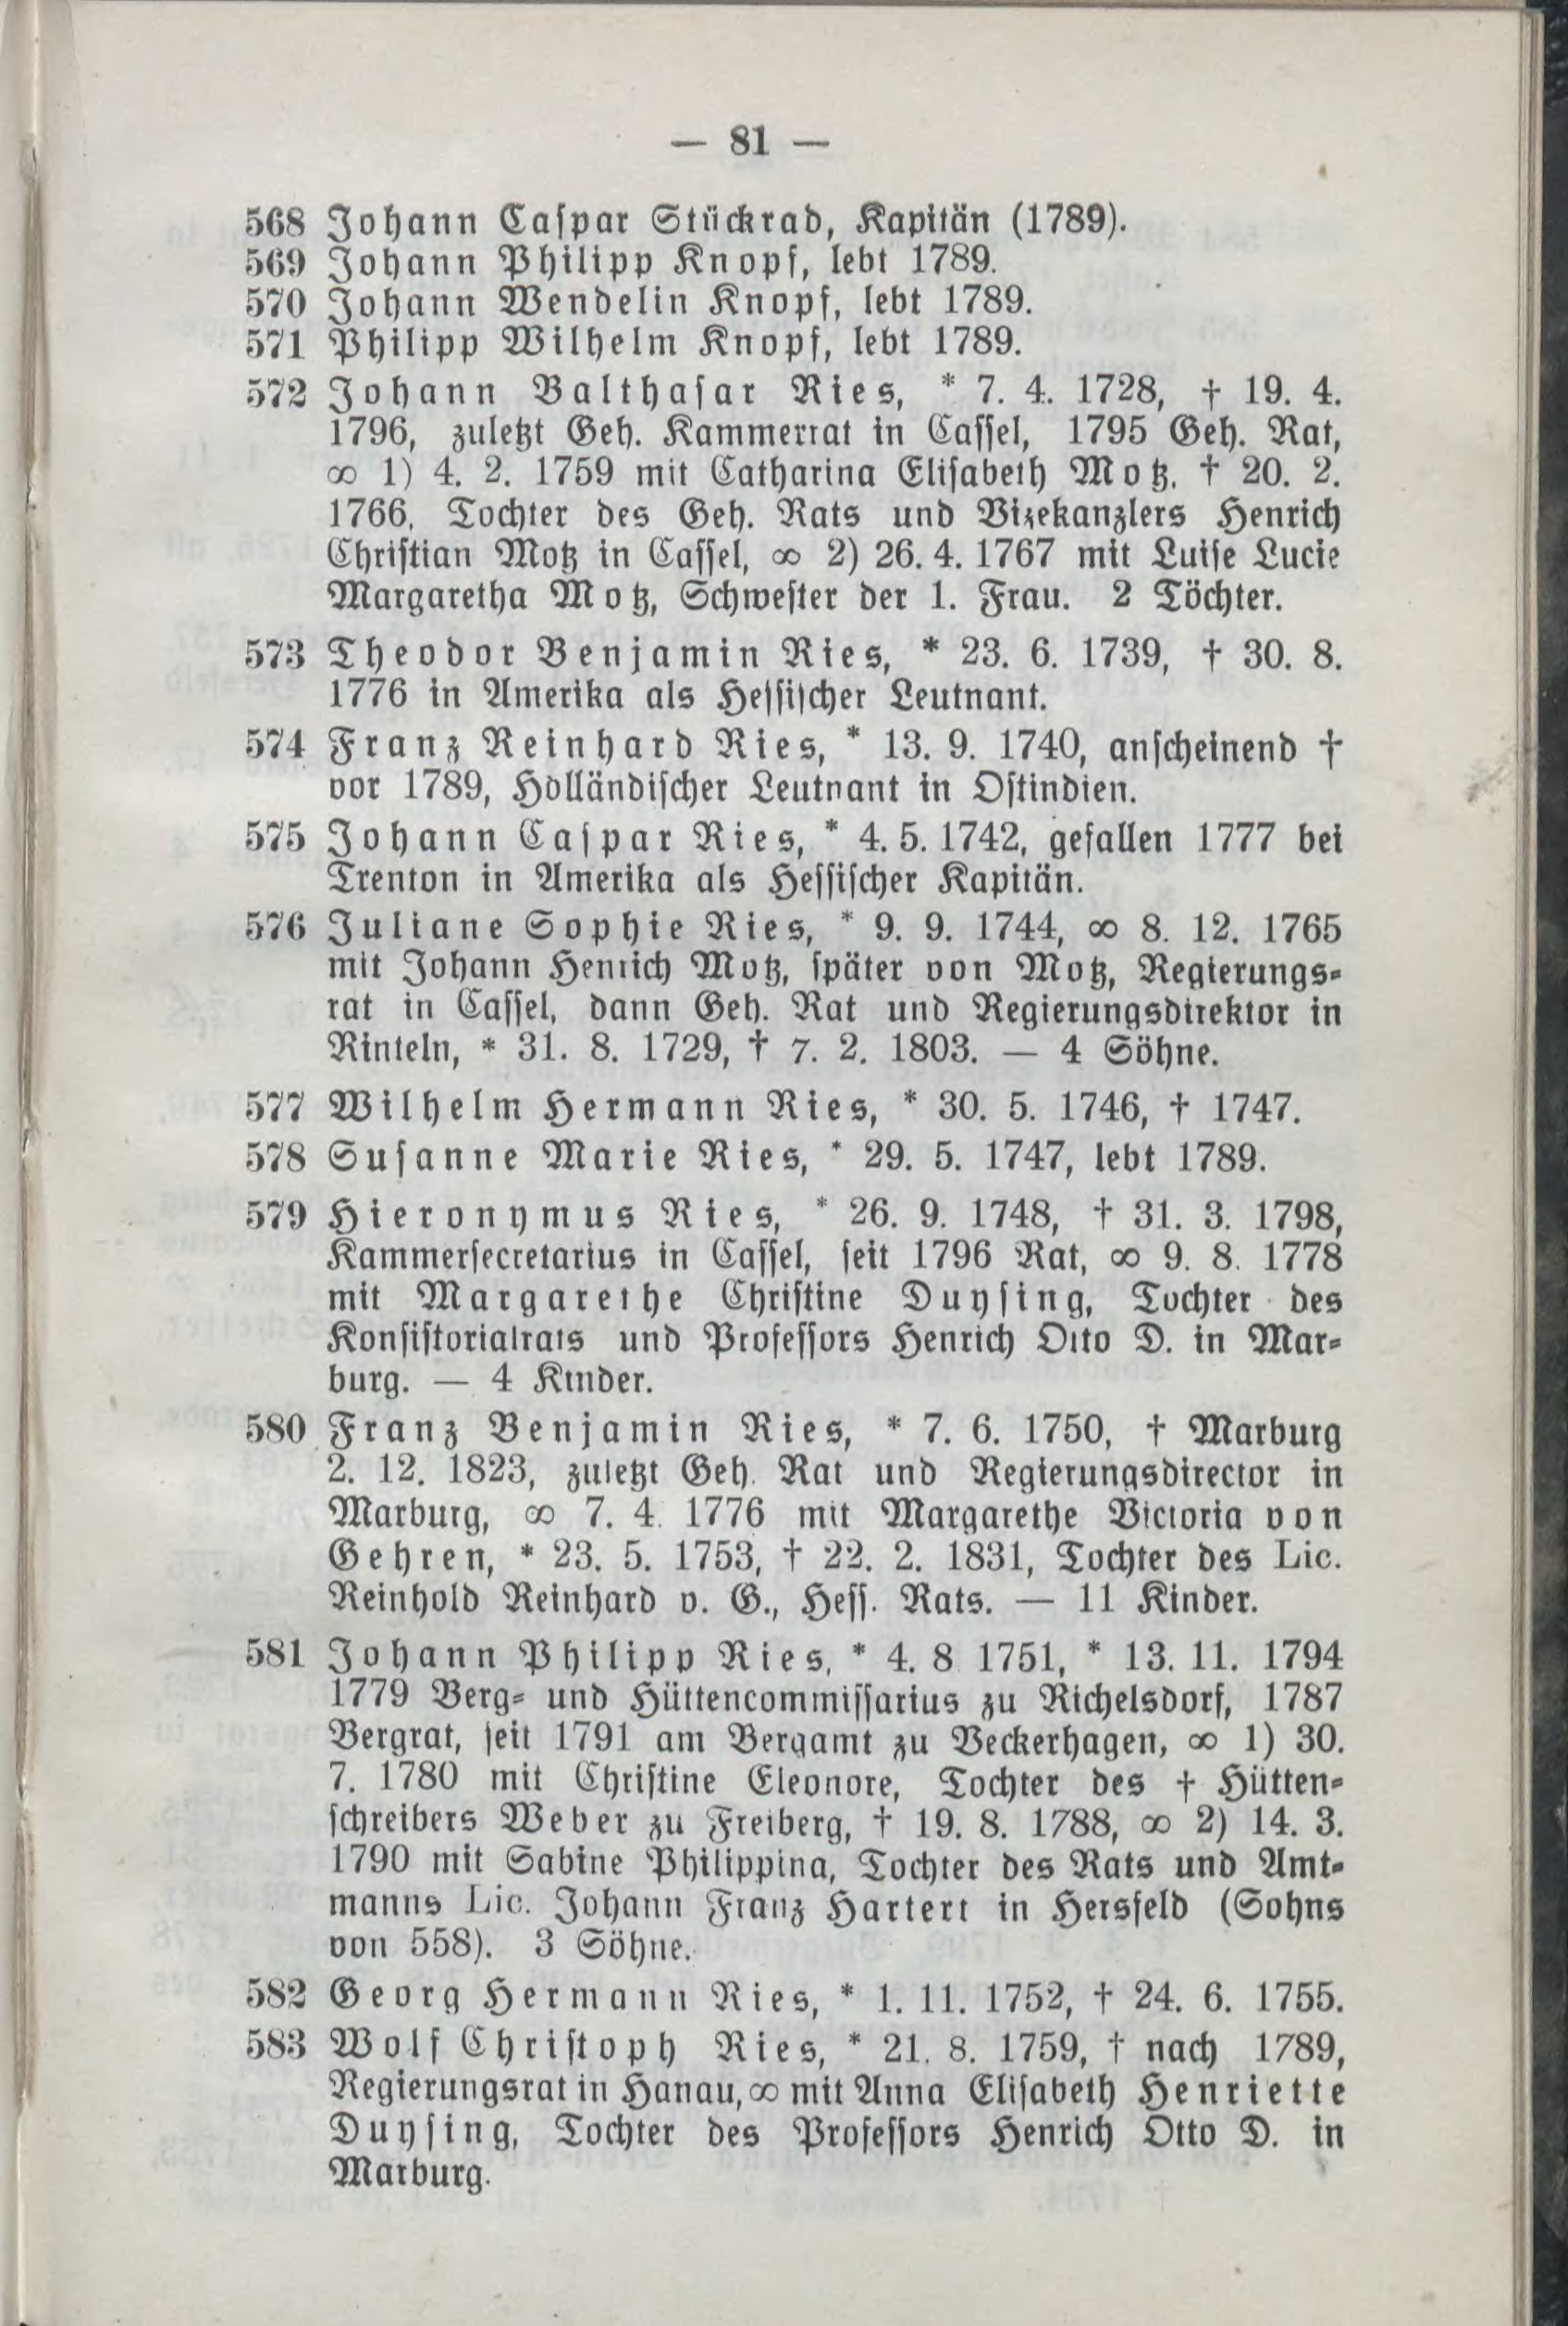 — 81 —
568 Johann Caspar Stückrad, Kapitän (1789).
569 Johann Philipp Knopf, lebt 1789.
570 Johann Wendelin Knopf, lebt 1789.
571 Philipp Wilhelm Knopf, lebt 1789.
572 Johann Balthasar Ries, * 7. 4. 1728, † 19. 4.
1796, zuletzt Geh. Kammerrat in Cassel, 1795 Geh. Rat,
∞ 1) 4. 2. 1759 mit Catharina Elisabeth Motz, † 20. 2.
1766, Tochter des Geh. Rats und Vizekanzlers Henrich
Christian Motz in Cassel, ∞ 2) 26. 4. 1767 mit Luise Lucie
Margaretha Motz, Schwester der 1. Frau. 2 Töchter.
573 Theodor Benjamin Ries, * 23. 6. 1739, † 30. 8.
1776 in Amerika als Hessischer Leutnant.
574 Franz Reinhard Ries, * 13. 9. 1740, anscheinend †
vor 1789, Holländischer Leutnant in Ostindien.
575 Johann Caspar Ries, * 4. 5. 1742, gefallen 1777 bei
Trenton in Amerika als Hessischer Kapitän.
576 Juliane Sophie Ries, * 9. 9. 1744, ∞ 8. 12. 1765
mit Johann Henrich Motz, später von Motz, Regierungs-
rat in Cassel, dann Geh. Rat und Regierungsdirektor in
Rinteln, * 31. 8. 1729, † 7. 2. 1803. — 4 Söhne.
577 Wilhelm Hermann Ries, * 30. 5. 1746, † 1747.
578 Susanne Marie Ries, * 29. 5. 1747, lebt 1789.
579 Hieronymus Ries, * 26. 9. 1748, † 31. 3. 1798,
Kammersecretarius in Cassel, seit 1796 Rat, ∞ 9. 8. 1778
mit Margarethe Christine Duysing, Tochter des
Konsistorialrats und Professors Henrich Otto D. in Mar-
burg. — 4 Kinder.
580 Franz Benjamin Ries, * 7. 6. 1750, † Marburg
2. 12. 1823, zuletzt Geh. Rat und Regierungsdirector in
Marburg, ∞ 7. 4. 1776 mit Margarethe Victoria von
Gehren, * 23. 5. 1753, † 22. 2. 1831, Tochter des Lic.
Reinhold Reinhard v. G., Hess. Rats. — 11 Kinder.
581 Johann Philipp Ries, * 4. 8 1751, * 13. 11. 1794
1779 Berg- und Hüttencommissarius zu Richelsdorf, 1787
Bergrat, seit 1791 am Bergamt zu Veckerhagen, ∞ 1) 30.
7. 1780 mit Christine Eleonore, Tochter des † Hütten-
schreibers Weber zu Freiberg, † 19. 8. 1788, ∞ 2) 14. 3.
1790 mit Sabine Philippina, Tochter des Rats und Amt-
manns Lic. Johann Franz Hartert in Hersfeld (Sohns
von 558). 3 Söhne.
582 Georg Hermann Ries, * 1. 11. 1752, † 24. 6. 1755.
583 Wolf Christoph Ries, * 21. 8. 1759, † nach 1789,
Regierungsrat in Hanau, ∞ mit Anna Elisabeth Henriette
Duysing, Tochter des Professors Henrich Otto D. in
Marburg.